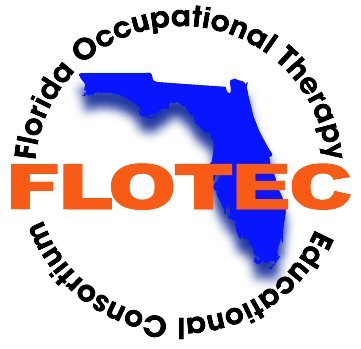 Florida Occupational Therapy
FLOTEC
Educational Consortium